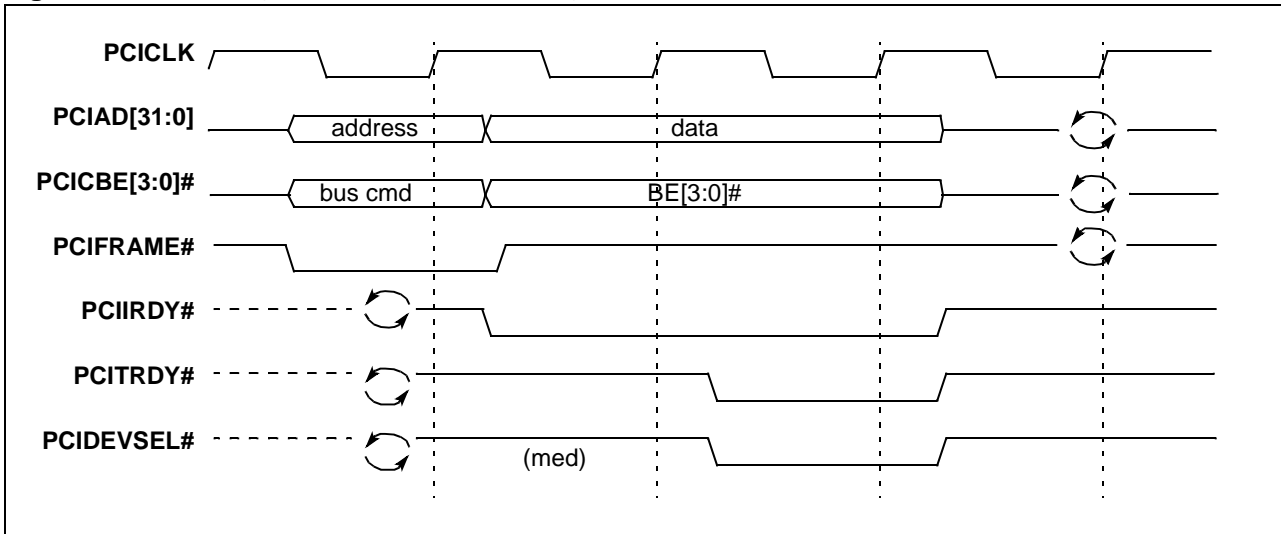 PCICLK
PCIAD[31:0]
address
data
PCICBE[3:0]#
bus cmd
BE[3:0]#
PCIFRAME#
PCIIRDY#
PCITRDY#
PCIDEVSEL#
(med)